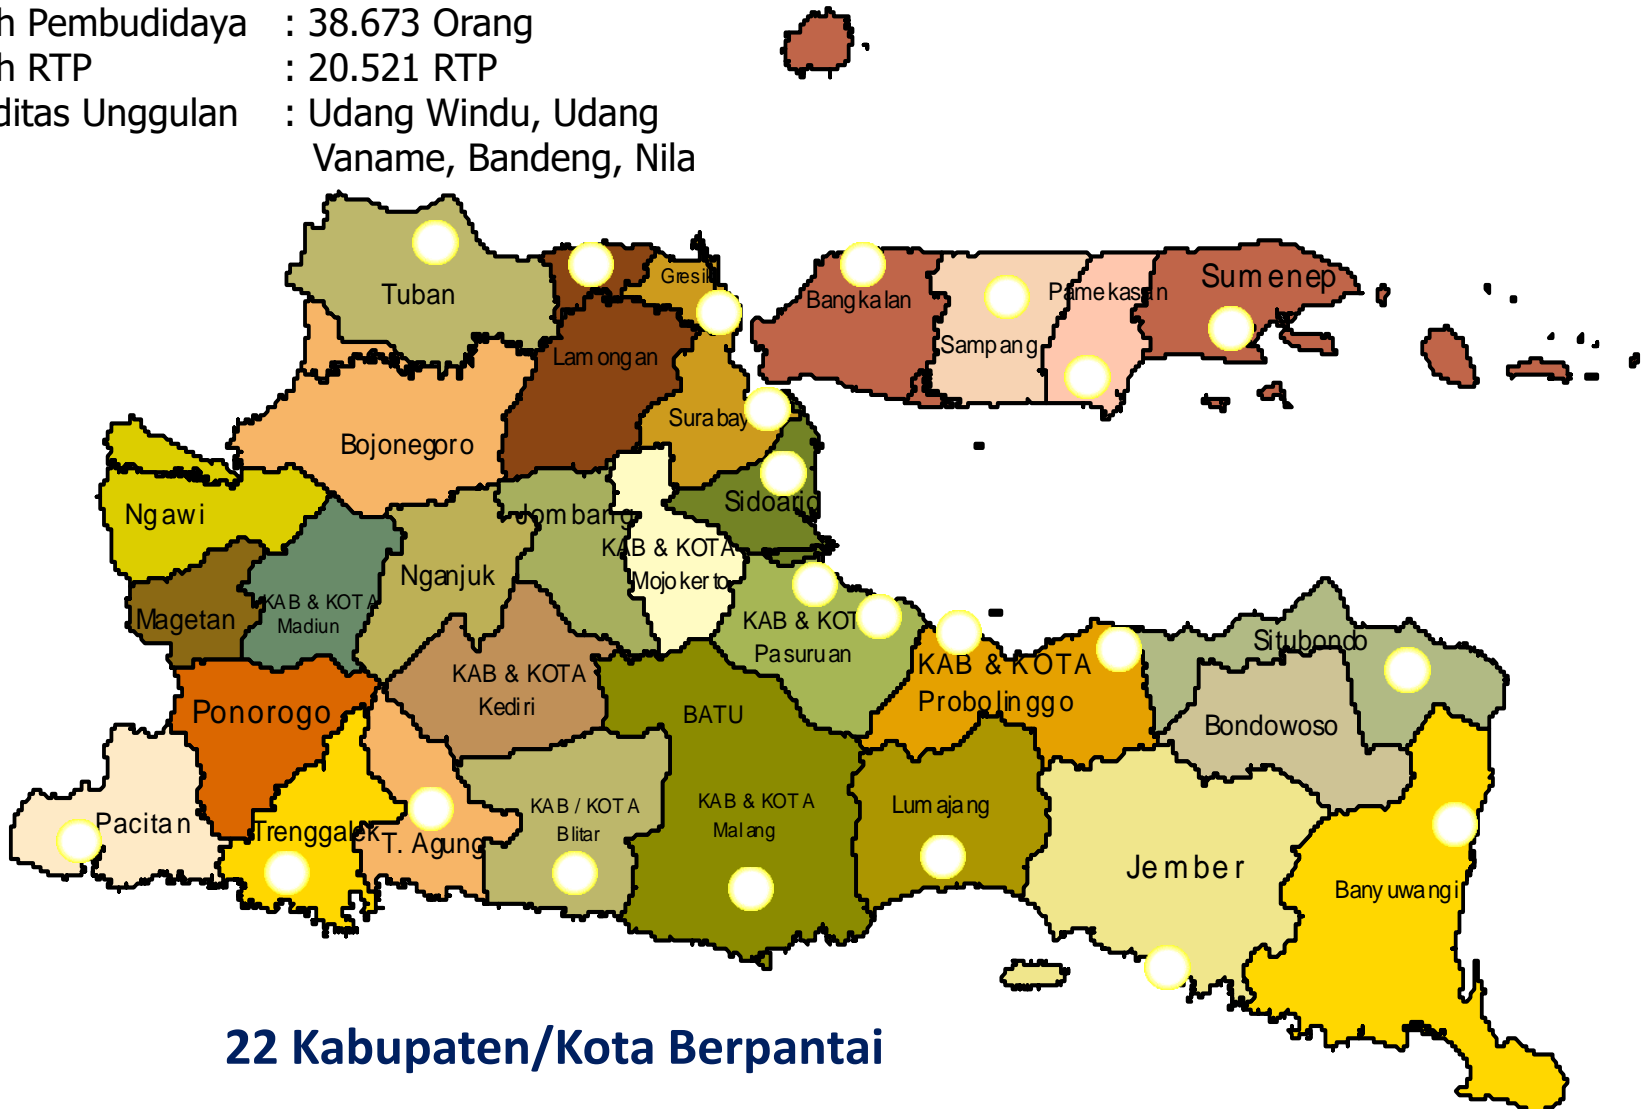 h Pembudidaya : 38.673 Orang
h RTP : 20.521 RTP
ditas Unggulan : Udang Windu, Udang
Vaname, Bandeng, Nila
Tuban
Gresik
Bangkalan
Sampang
Pamekasan
Sumenep
Lamongan
Surabay
Bojonegoro
Ngawi
Sidoarjo
Jombang
KAB & KOTA
Mojokerto
Nganjuk
Magetan
KAB & KOTA
Madiun
KAB & KOT
Pasuruan
Situbondo
KAB & KOTA
Probolinggo
KAB & KOTA
Kediri
Ponorogo
BATU
Bondowoso
Pacitan
Trenggalek
T. Agung
KAB / KOTA
Blitar
KAB & KOTA
Malang
Lumajang
Jember
Banyuwangi
22 Kabupaten/Kota Berpantai